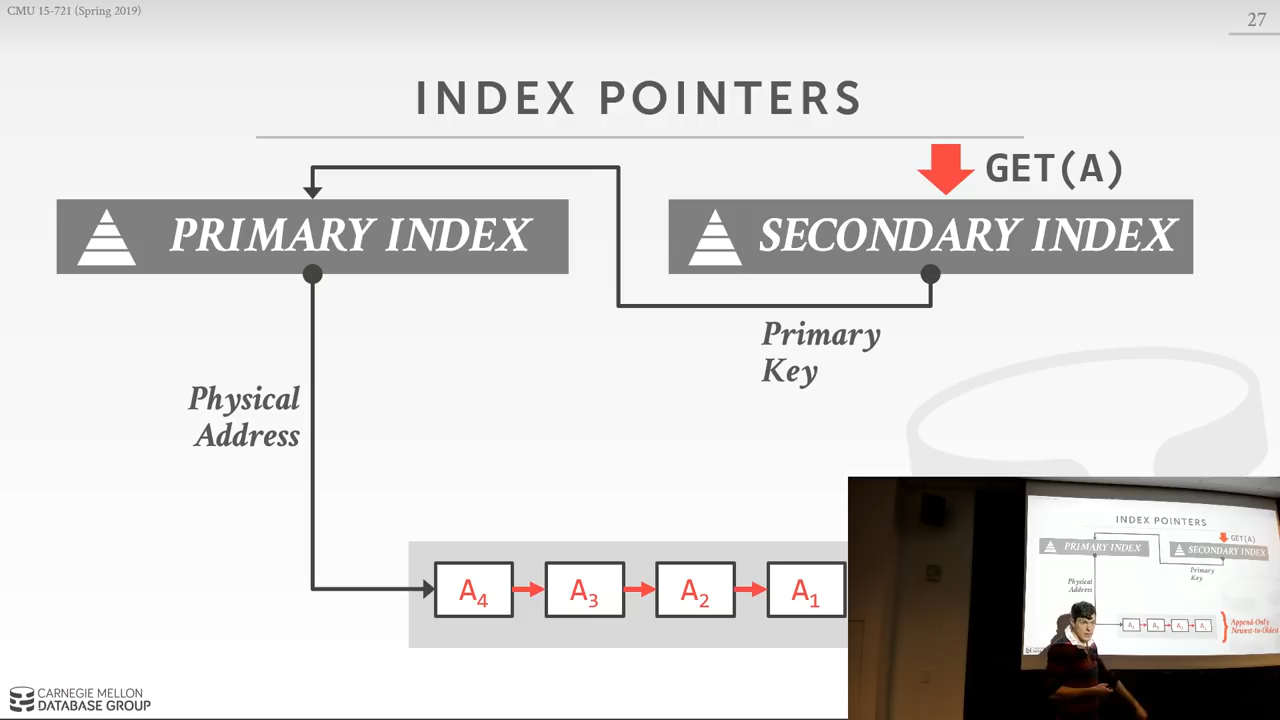 CMU 15-721 (Spring 2019)
27
INDEX POINTERS
GET(A)
PRIMARY INDEX
SECONDARY INDEX
Primary
Key
Physical
Address
A4
A3
A2
A1
CARNEGIE MELLON
DATABASE GROUP
INDEX POINTERS
GET(A)
PRIMARY INDEX
SECONDARY INDEX
Primary
Key
Physical
Address
Append-Only
Newest-to-Oldest